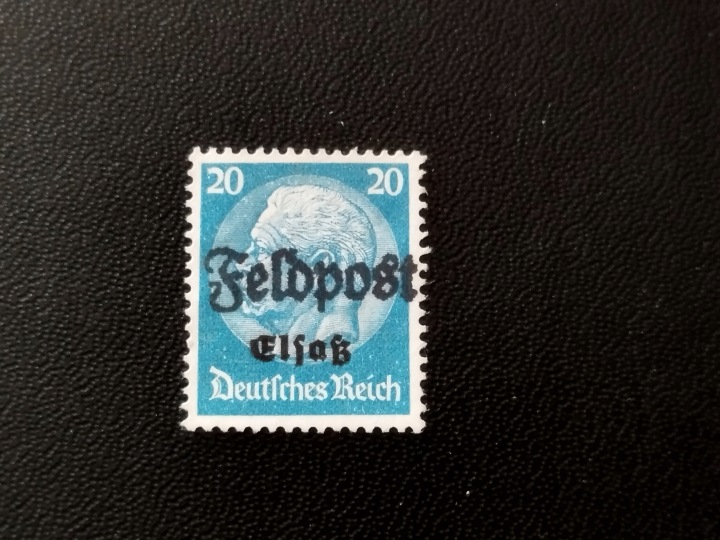 20 20
Feldpost
Elsaß
Deutsches Reich